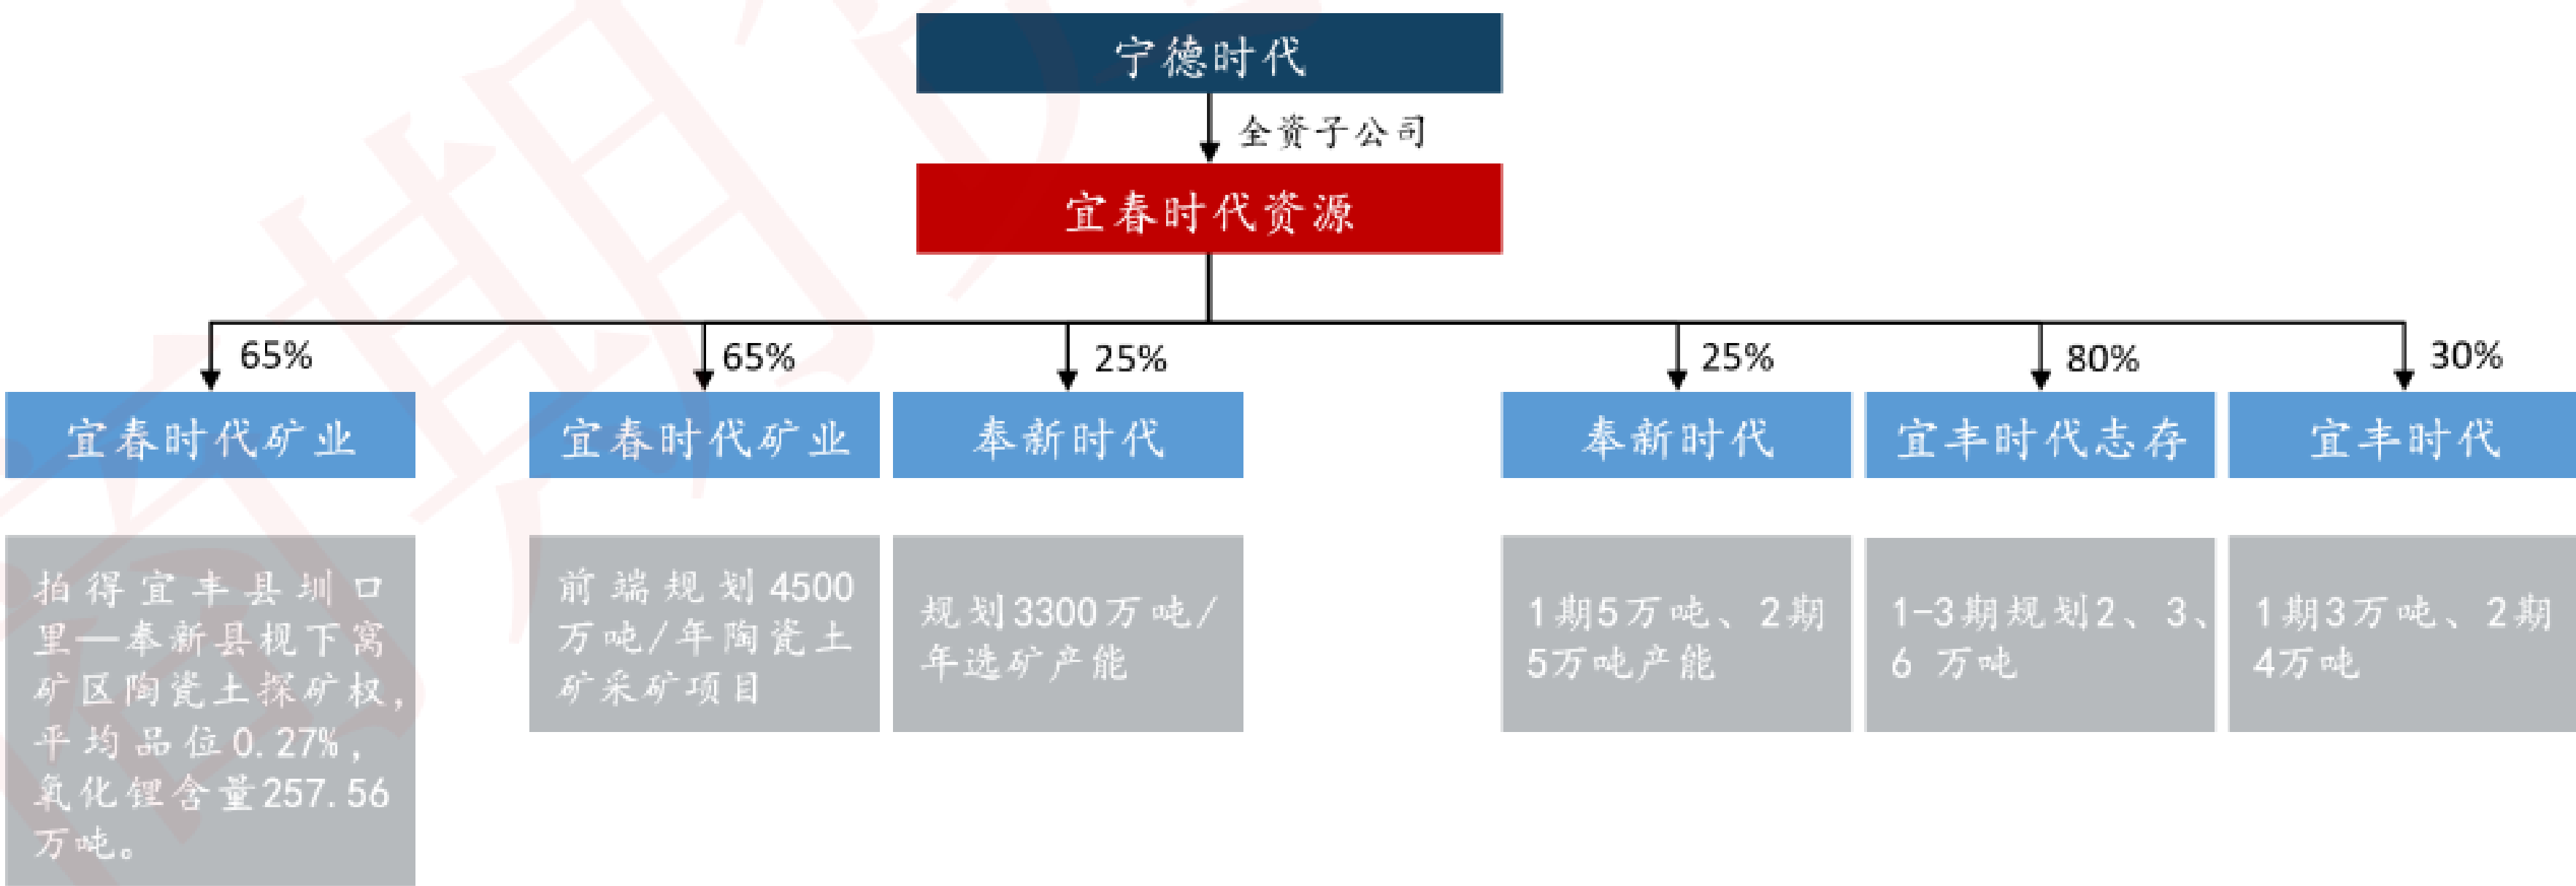 宁德时代
全资子公司
宜春时代资源
65%
65%
25%
25%
80%
30%
宜春时代矿业
宜春时代矿业
奉新时代
奉新时代
宜丰时代志存
宜丰时代
拍得宜丰县圳口
里—奉新县枧下窝
矿区陶瓷土探矿权,
平均品位0.27%,
氧化锂含量257.56
万吨。
前端规划4500
万吨/年陶瓷土
矿采矿项目
规划3300万吨/
年选矿产能
1期5万吨、2期
5万吨产能
1-3期规划2、3、
6 万吨
1期3万吨、2期
4万吨